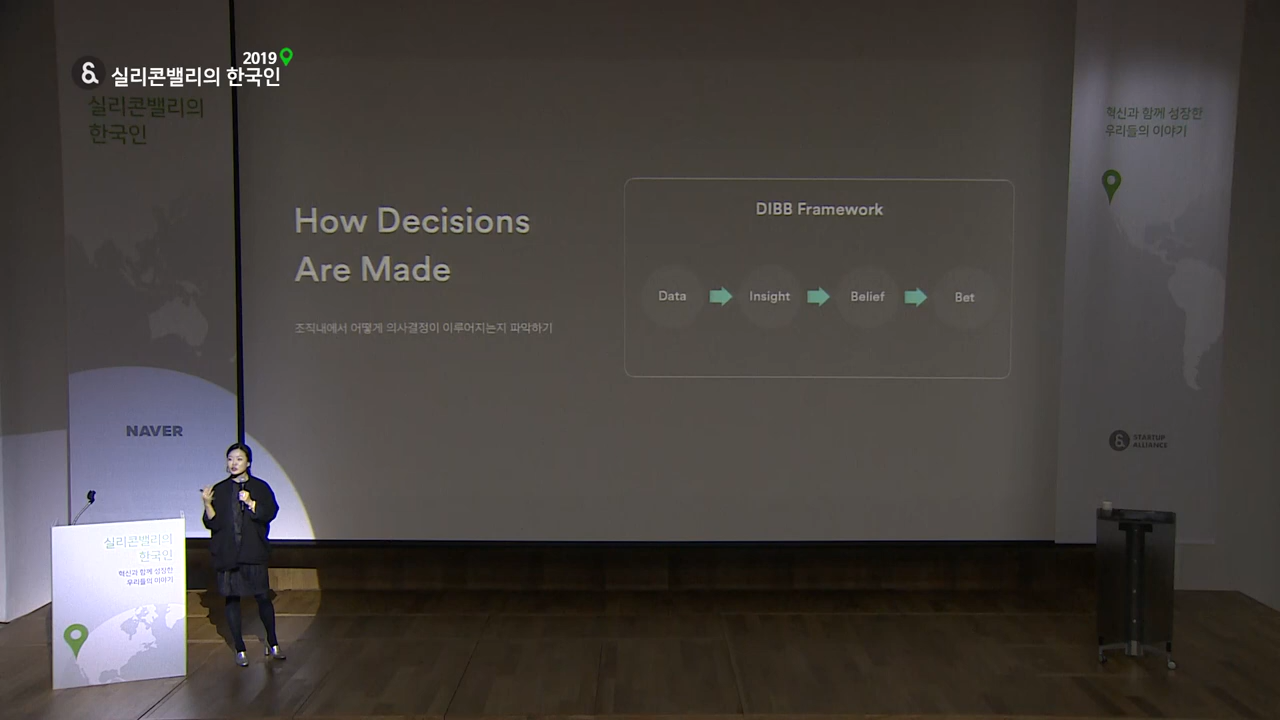 2019
실리콘밸리의 한국인
실리콘밸리의
한국인
NAVER
How Decisions
Are Made
조직내에서 어떻게 의사결정이 이루어지는지 파악하기
DIBB Framework
Data
Insight
Belief
Bet
혁신과 함께 성장한
우리들의 이야기
STARTUP
ALLIANCE
실리콘밸리의
한국인
혁신과 함께 성장한
우리들의 이야기